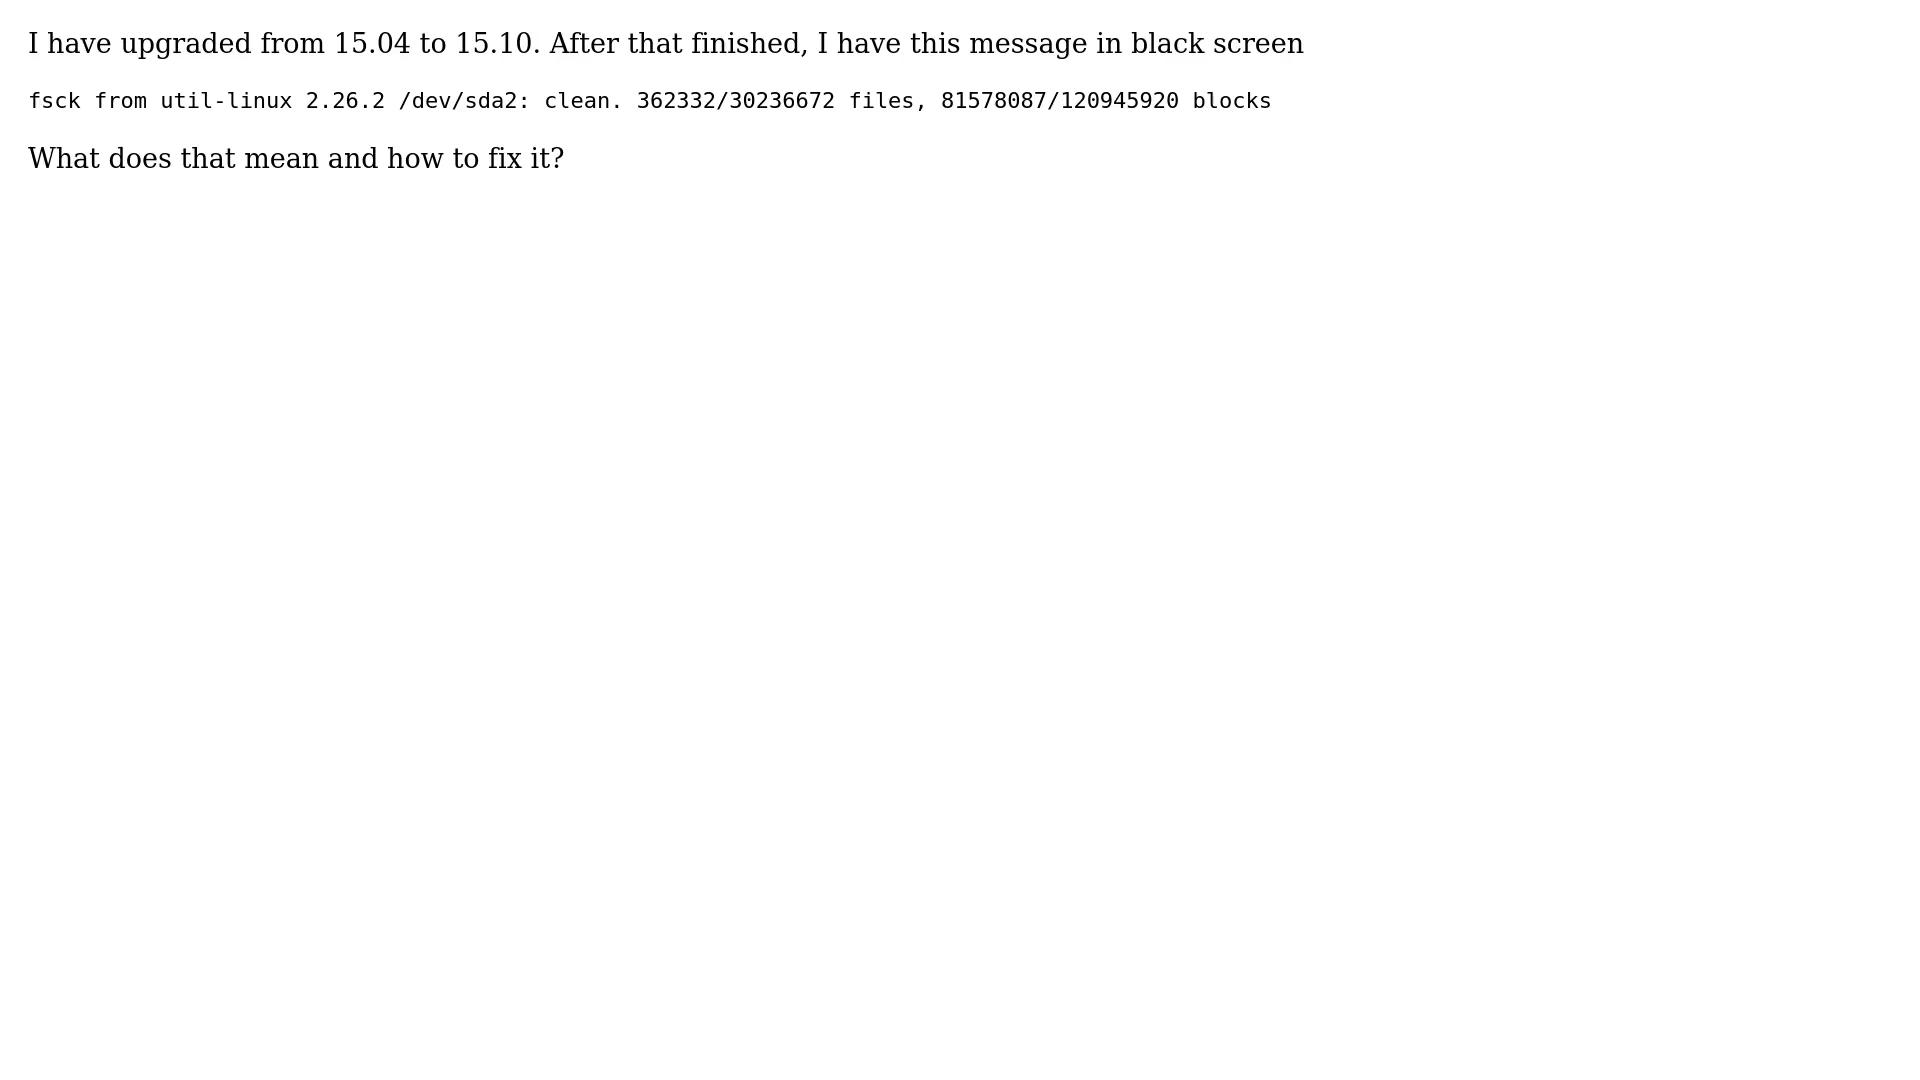 I have upgraded from 15.04 to 15.10. After that finished, I have this message in black screen
fsck from util-linux 2.26.2 /dev/sda2: clean. 362332/30236672 files, 81578087/120945920 blocks
What does that mean and how to fix it?